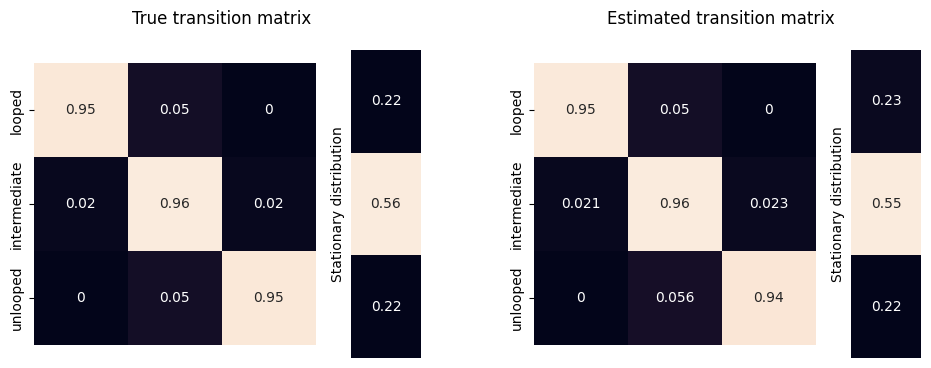 True transition matrix
looped
0.95 0.05 0
intermediate
0.02 0.96 0.02
unlooped
0 0.05 0.95
Stationary distribution
0.22
0.56
0.22
Estimated transition matrix
looped
0.95 0.05 0
intermediate
0.021 0.96 0.023
unlooped
0 0.056 0.94
Stationary distribution
0.23
0.55
0.22